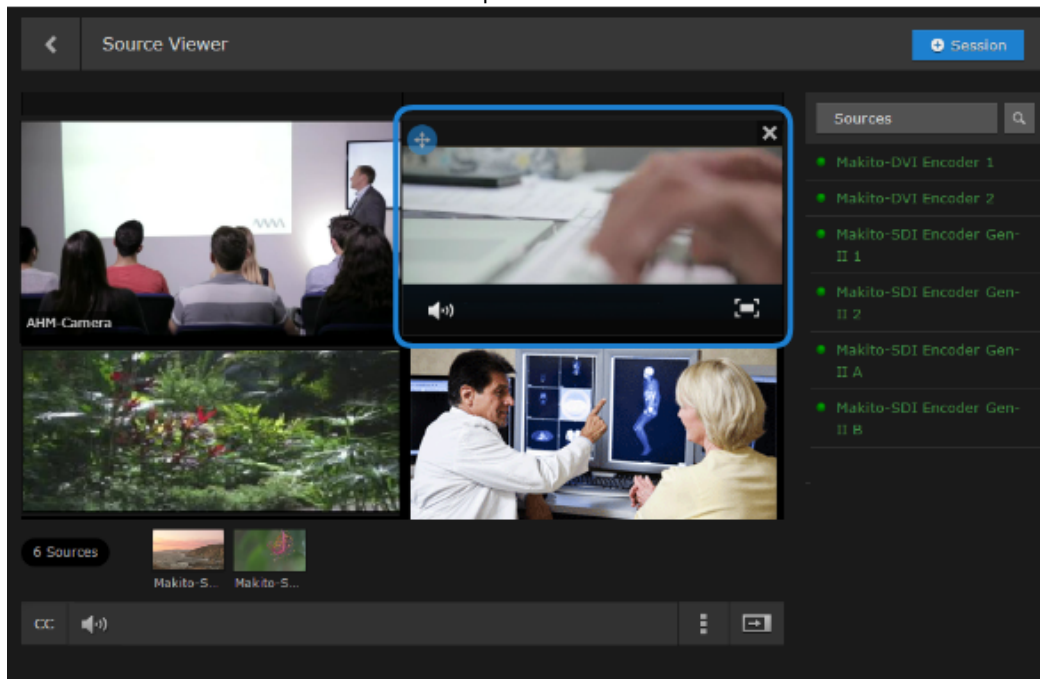 Source Viewer
Session
Sources
Makito-DVI Encoder 1
Makito-DVI Encoder 2
Makito-SDI Encoder Gen-
II 1
Makito-SDI Encoder Gen-
II 2
Makito-SDI Encoder Gen-
II A
Makito-SDI Encoder Gen-
II B
AHM-Camera
6 Sources
Makito-S...
Makito-S...
CC